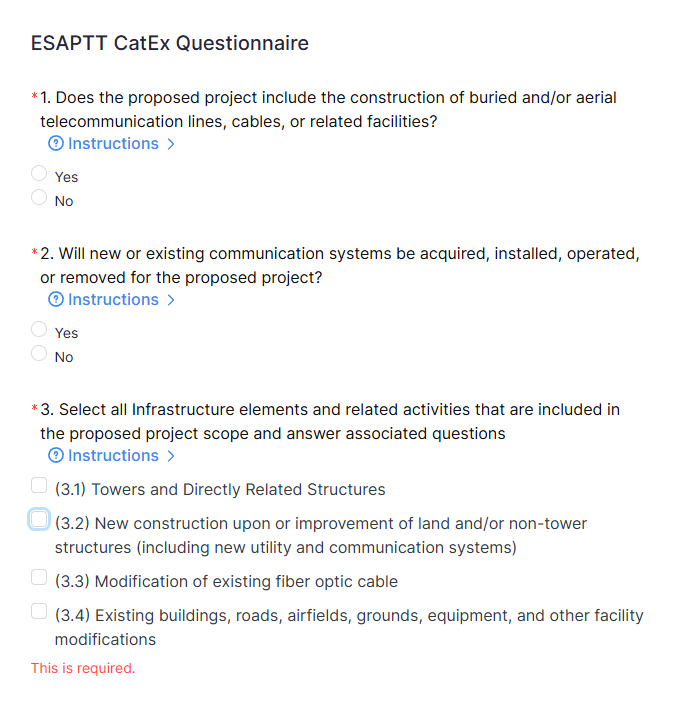 ESAPTT CatEx Questionnaire
*1. Does the proposed project include the construction of buried and/or aerial
telecommunication lines, cables, or related facilities?
Instructions >
Yes
No
*2. Will new or existing communication systems be acquired, installed, operated,
or removed for the proposed project?
Instructions >
Yes
No
*3. Select all Infrastructure elements and related activities that are included in
the proposed project scope and answer associated questions
Instructions >
(3.1) Towers and Directly Related Structures
(3.2) New construction upon or improvement of land and/or non-tower
structures (including new utility and communication systems)
(3.3) Modification of existing fiber optic cable
(3.4) Existing buildings, roads, airfields, grounds, equipment, and other facility
modifications
This is required.